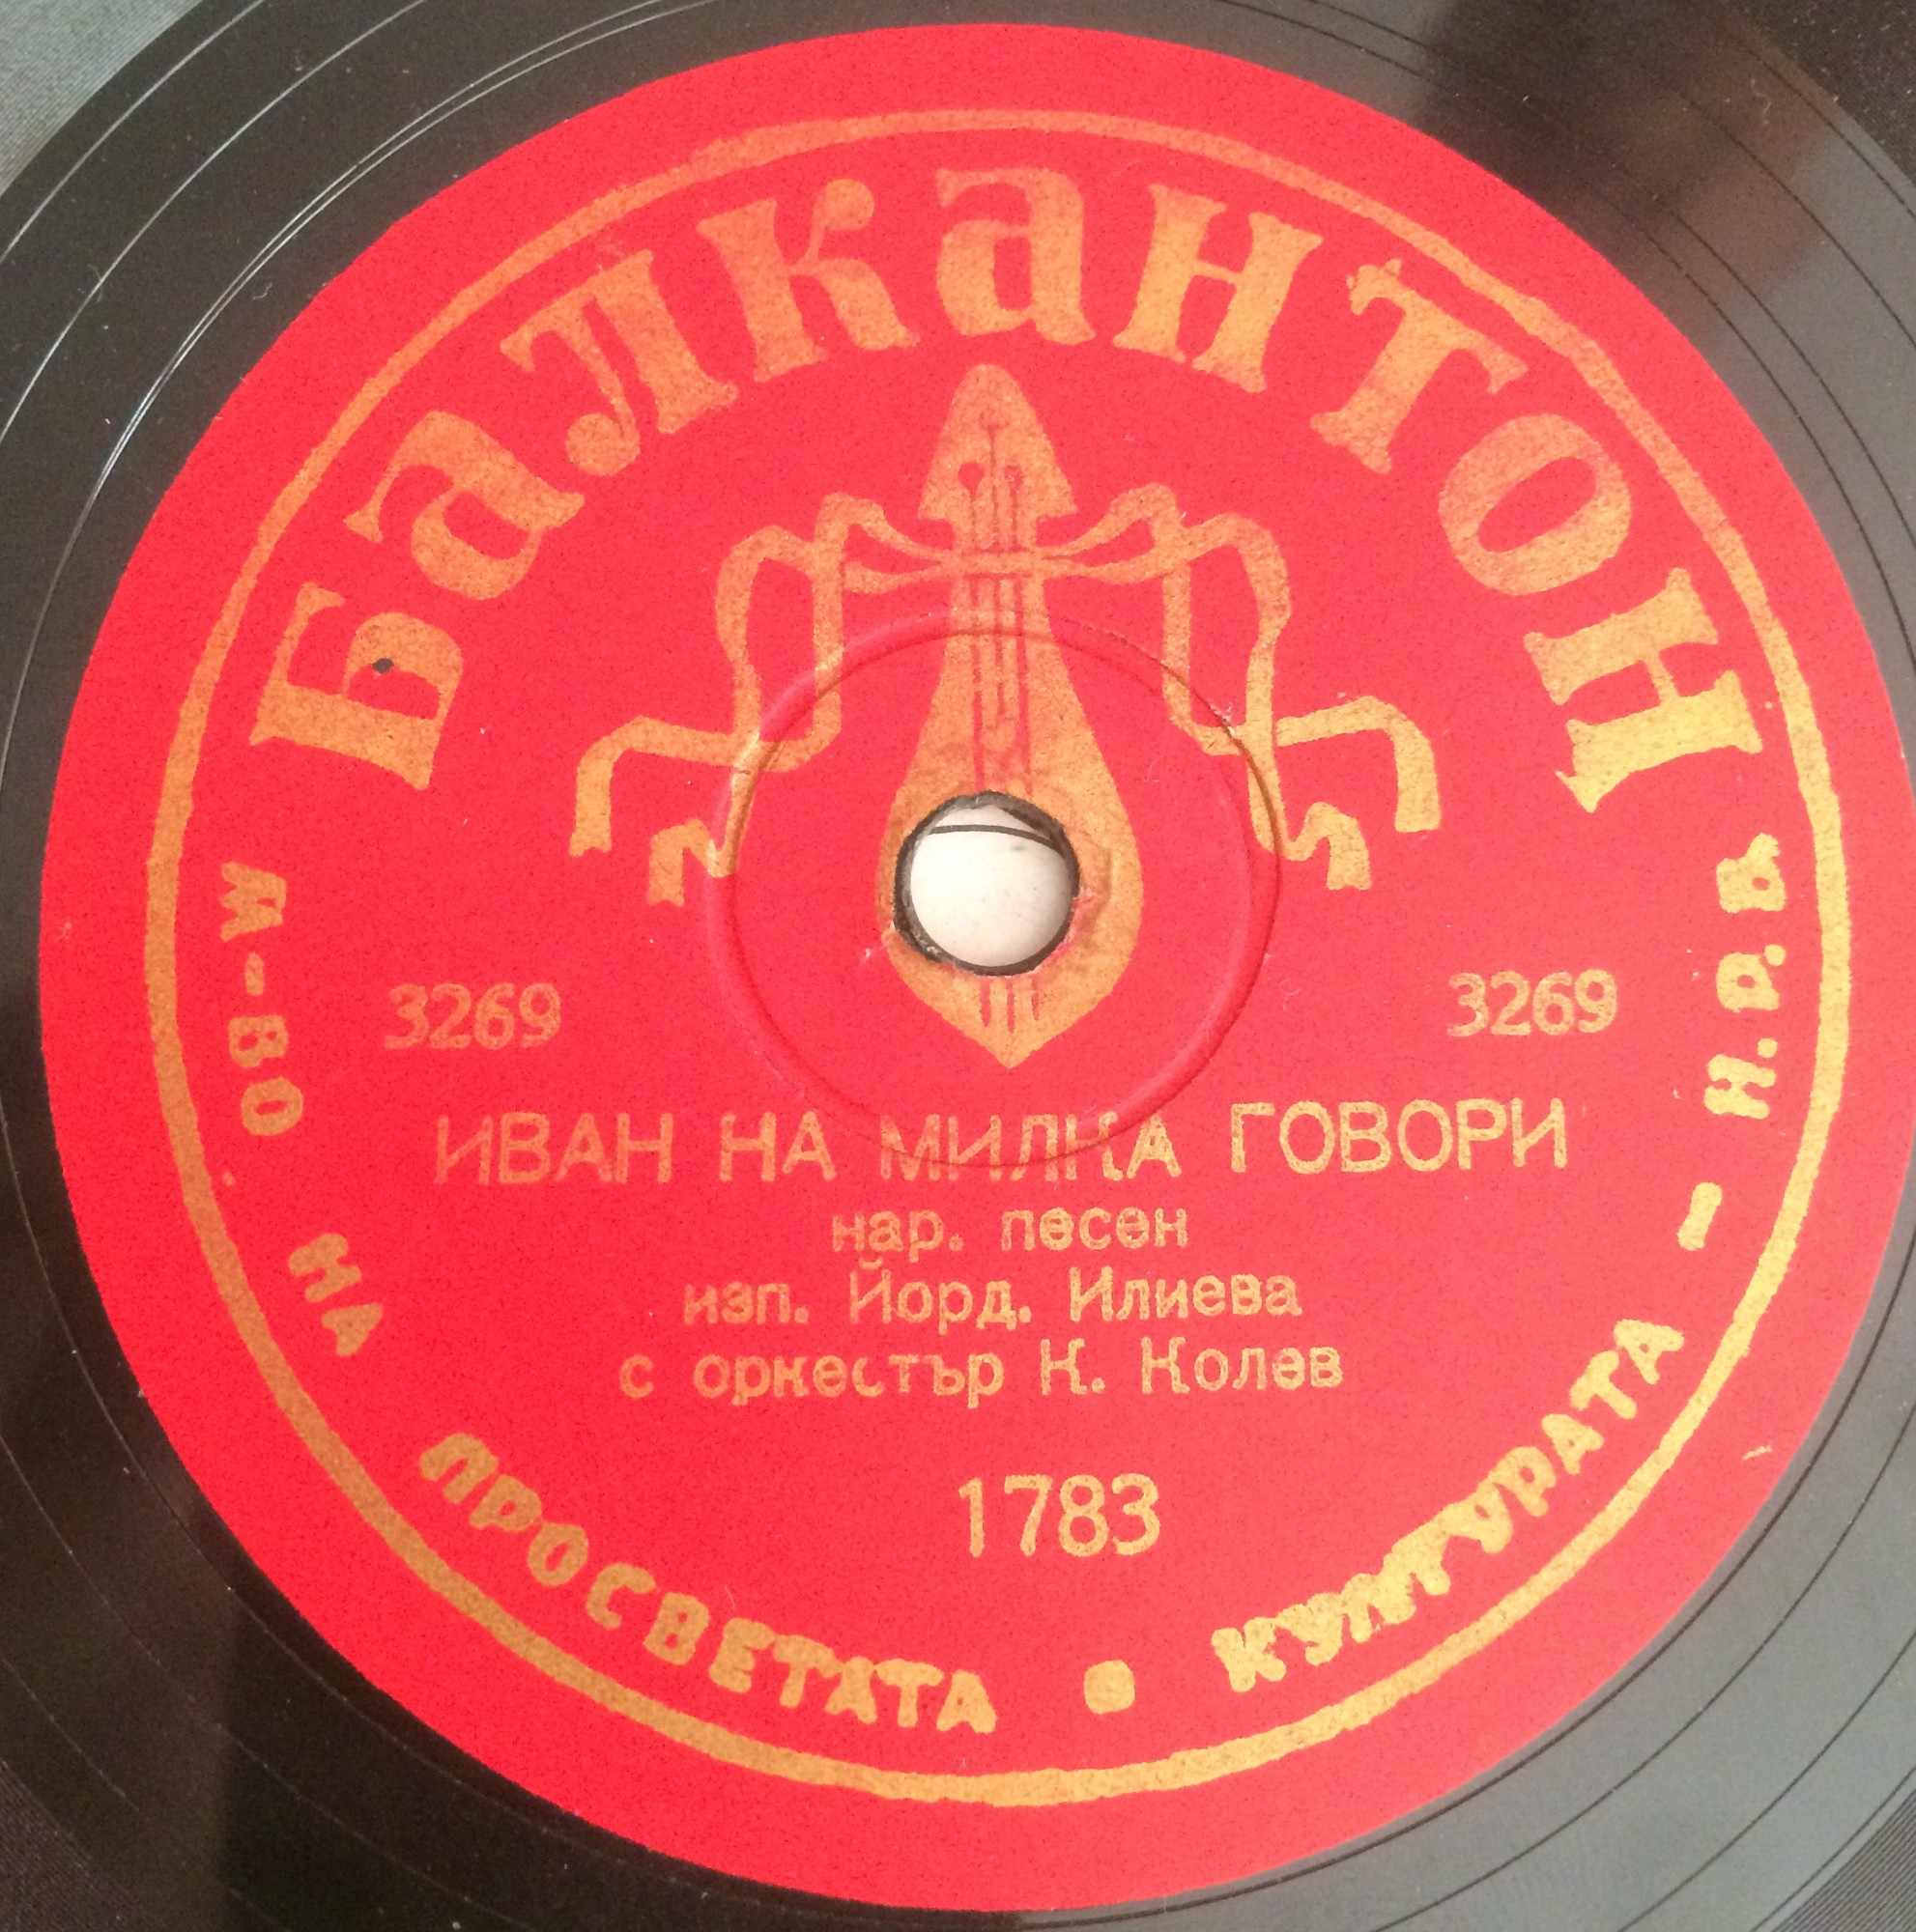 Балкантон
3269 3269
ИВАН НА МИЛКА ГОВОРИ
нар. песен
изп. Йорд. Илиева
с оркестър К. Колев
1783
М-ВО НА ПРОСВЕТАТА • КУЛТУРАТА – Н.Р.Б.